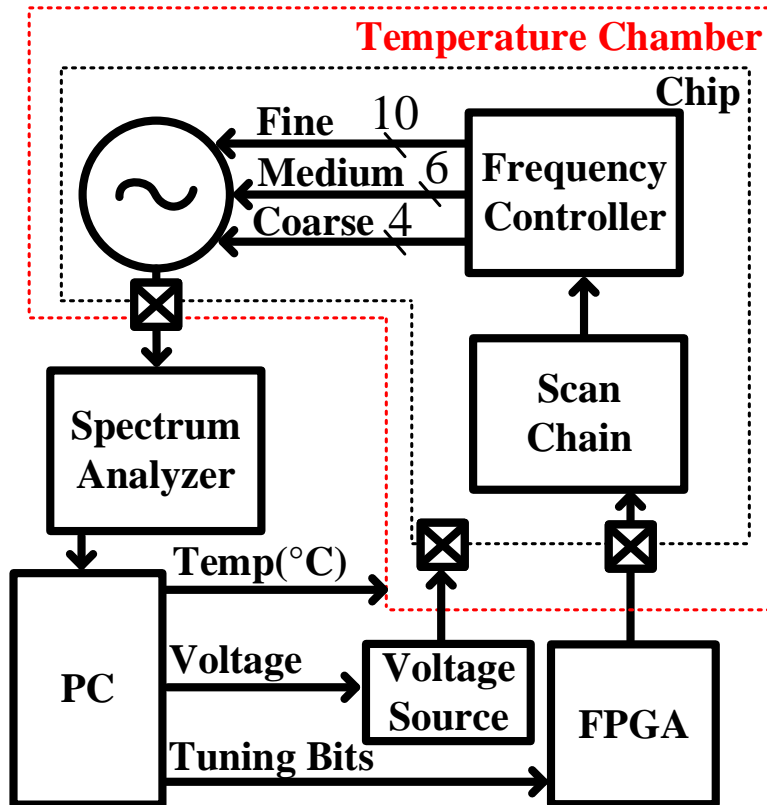 Temperature Chamber
Chip
Fine 10
Medium 6
Coarse 4
Frequency
Controller
Scan
Chain
Spectrum
Analyzer
Temp(°C)
Voltage
Tuning Bits
PC
Voltage
Source
FPGA